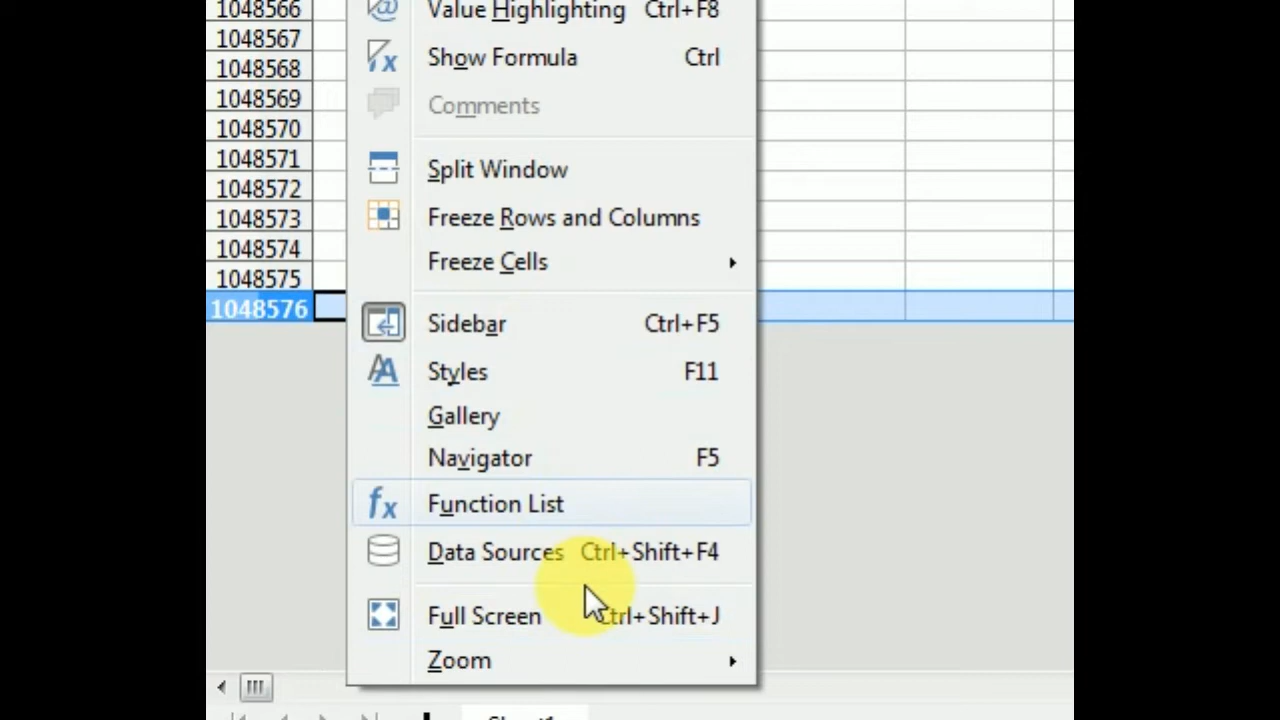 1048566
Value Highlighting Ctrl+F8
1048567
Show Formula Ctrl
1048568
1048569
Comments
1048570
1048571
Split Window
1048572
1048573
Freeze Rows and Columns
1048574
Freeze Cells
1048575
1048576
Sidebar Ctrl+F5
Styles F11
Gallery
Navigator F5
Function List
Data Sources Ctrl+Shift+F4
Full Screen Ctrl+Shift+J
Zoom
Sheet1